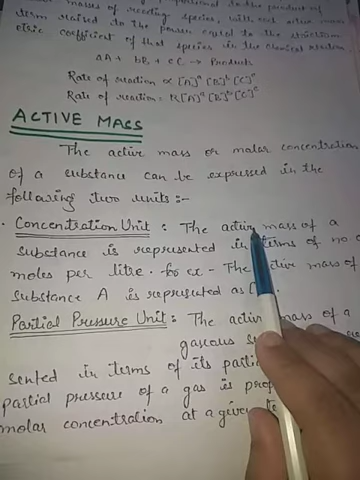 masses of reacting species, with each active mass
term raised to the power equal to the stoichiom
etric coefficient of that species in the chemical reaction
aA + bB + cC → Products
Rate of reaction ∝ [A]ᵃ [B]ᵇ [C]ᶜ
Rate of reaction = K[A]ᵃ [B]ᵇ [C]ᶜ
ACTIVE MASS
The active mass or molar concentration
of a substance can be expressed in the
following two units :-
Concentration Unit : The active mass of a
substance is represented in terms of no o
moles per litre. for ex - The active mass of
substance A is represented as [
Partial Pressure Unit : The active mass of a
gaseous
sented in terms of its partia
partial pressure of a gas is prop
molar concentration at a given te